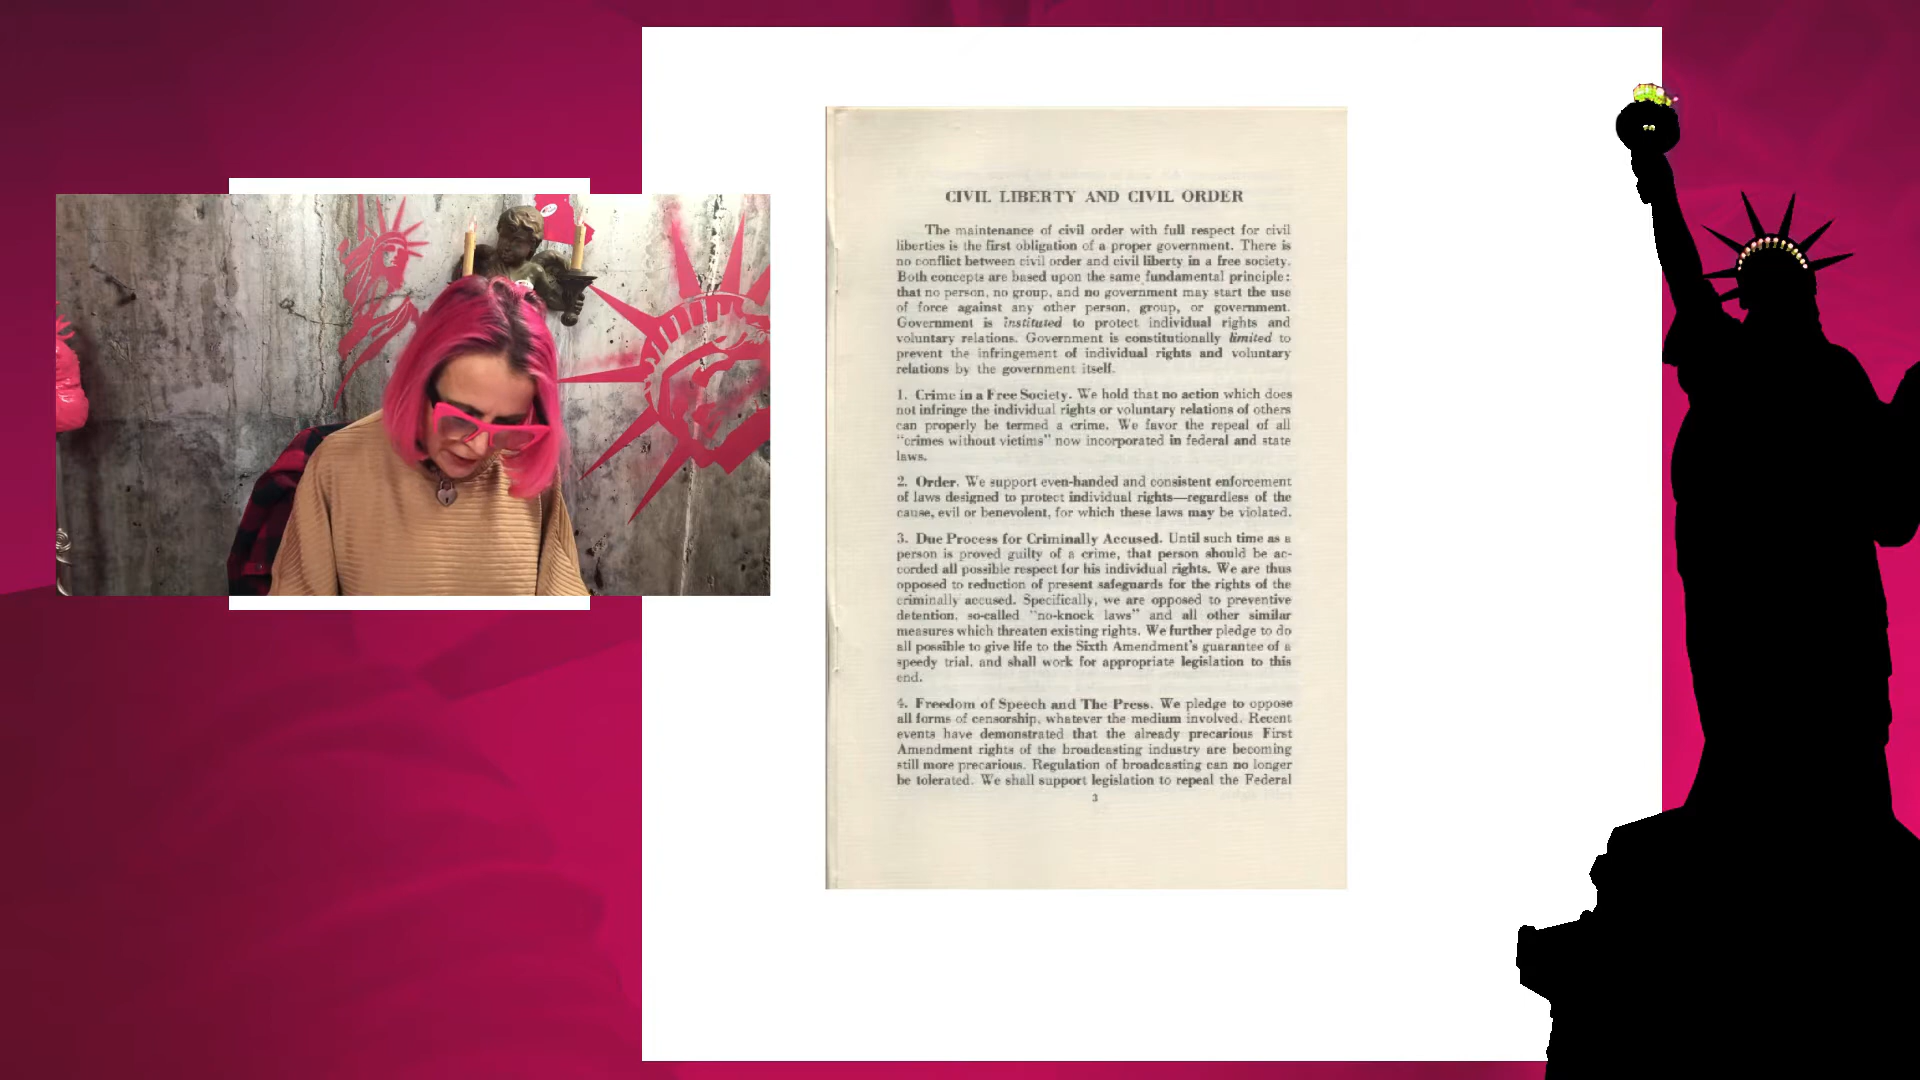 CIVIL LIBERTY AND CIVIL ORDER
The maintenance of civil order with full respect for civil
liberties is the first obligation of a proper government. There is
no conflict between civil order and civil liberty in a free society.
Both concepts are based upon the same fundamental principle:
that no person, no group, and no government may start the use
of force against any other person, group, or government.
Government is instituted to protect individual rights and
voluntary relations. Government is constitutionally limited to
prevent the infringement of individual rights and voluntary
relations by the government itself.
1. Crime in a Free Society. We hold that no action which does
not infringe the individual rights or voluntary relations of others
can properly be termed a crime. We favor the repeal of all
"crimes without victims" now incorporated in federal and state
laws.
2. Order. We support even-handed and consistent enforcement
of laws designed to protect individual rights—regardless of the
cause, evil or benevolent, for which these laws may be violated.
3. Due Process for Criminally Accused. Until such time as a
person is proved guilty of a crime, that person should be ac-
corded all possible respect for his individual rights. We are thus
opposed to reduction of present safeguards for the rights of the
criminally accused. Specifically, we are opposed to preventive
detention, so-called "no-knock laws" and all other similar
measures which threaten existing rights. We further pledge to do
all possible to give life to the Sixth Amendment's guarantee of a
speedy trial, and shall work for appropriate legislation to this
end.
4. Freedom of Speech and The Press. We pledge to oppose
all forms of censorship, whatever the medium involved. Recent
events have demonstrated that the already precarious First
Amendment rights of the broadcasting industry are becoming
still more precarious. Regulation of broadcasting can no longer
be tolerated. We shall support legislation to repeal the Federal
3